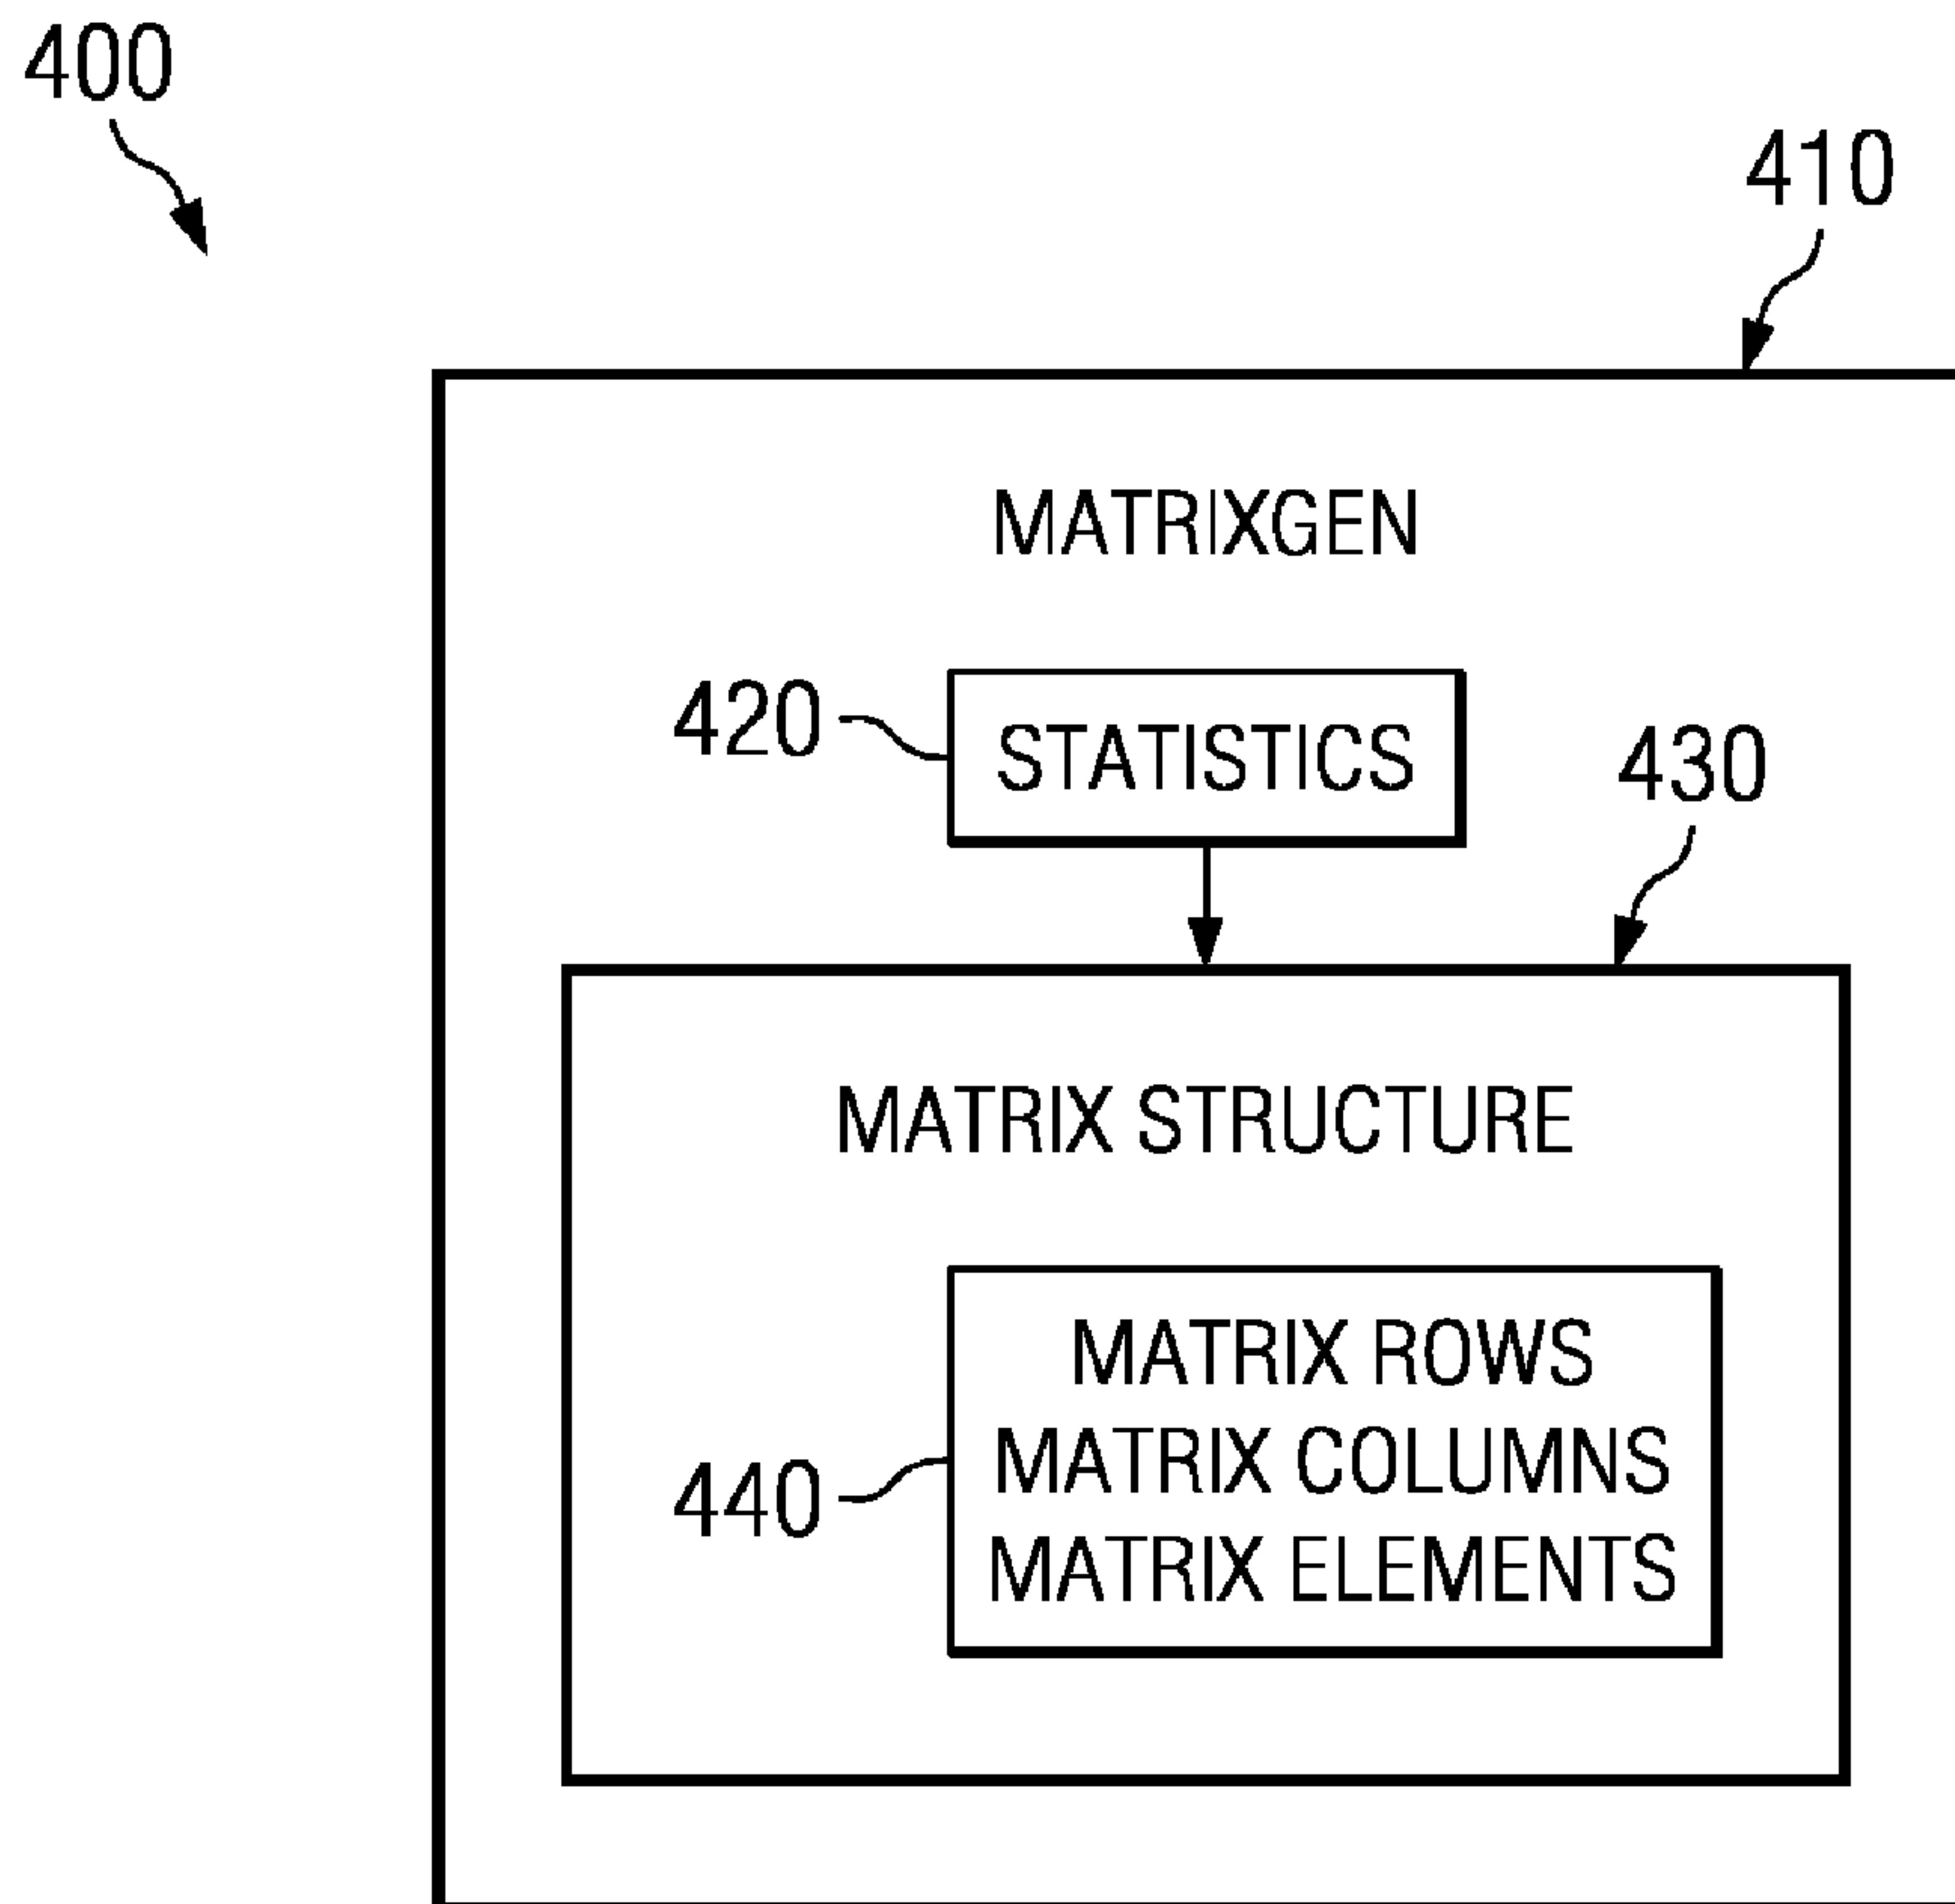 400
410
MATRIXGEN
420
STATISTICS
430
MATRIX STRUCTURE
MATRIX ROWS
MATRIX COLUMNS
440
MATRIX ELEMENTS